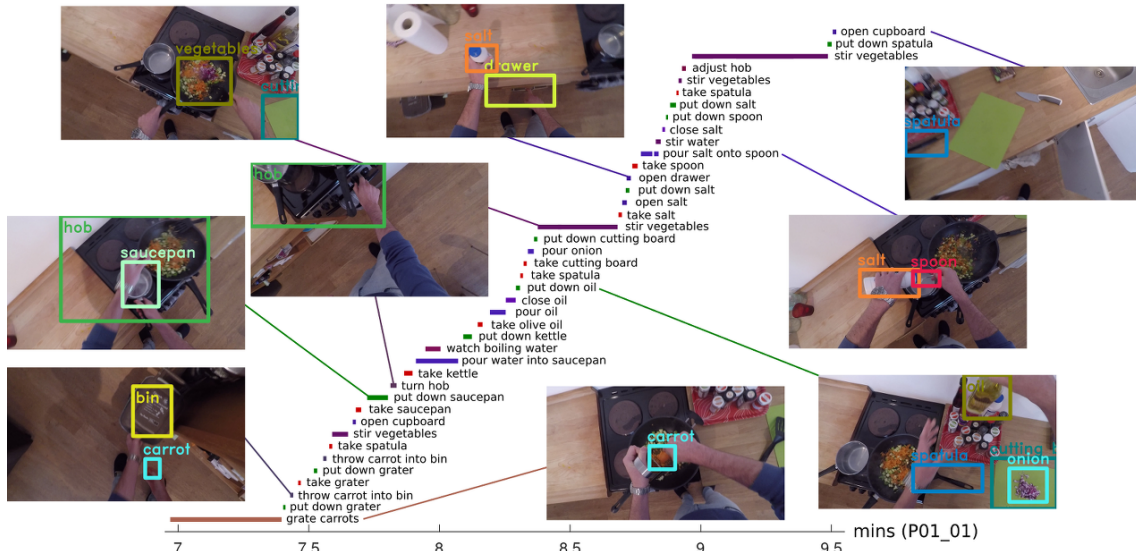 open cupboard
put down spatula
stir vegetables
adjust hob
stir vegetables
take spatula
put down salt
put down spoon
close salt
stir water
pour salt onto spoon
take spoon
open drawer
put down salt
open salt
take salt
stir vegetables
put down cutting board
pour onion
take cutting board
take spatula
put down oil
close oil
pour oil
take olive oil
put down kettle
watch boiling water
pour water into saucepan
take kettle
turn hob
put down saucepan
take saucepan
open cupboard
stir vegetables
take spatula
throw carrot into bin
put down grater
take grater
throw carrot into bin
put down grater
grate carrots
7
7.5
8
8.5
9
9.5
mins (P01_01)
vegetables
salt
drawer
spatula
hob
hob
saucepan
salt
spoon
bin
carrot
carrot
spatula
onion